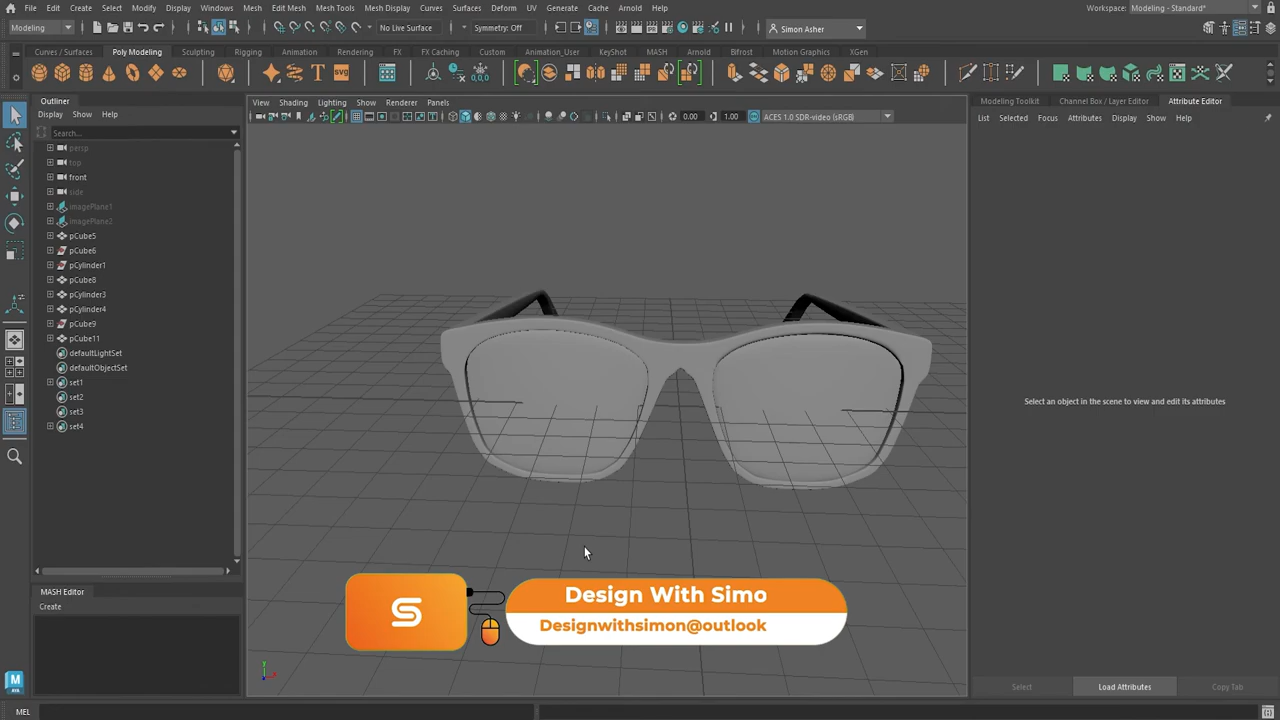 File Edit Create Select Modify Display Windows Mesh Edit Mesh Mesh Tools Mesh Display Curves Surfaces Deform UV Generate Cache Arnold Help
Workspace: Modeling - Standard*
Modeling
No Live Surface
Symmetry: Off
Simon Asher
Curves / Surfaces Poly Modeling Sculpting Rigging Animation Rendering FX FX Caching Custom Animation_User KeyShot MASH Arnold Bifrost Motion Graphics XGen
T SVG
0,0,0
Outliner
Display Show Help
Search...
persp
top
front
side
imagePlane1
imagePlane2
pCube5
pCube6
pCylinder1
pCube8
pCylinder3
pCylinder4
pCube9
pCube11
defaultLightSet
defaultObjectSet
set1
set2
set3
set4
MASH Editor
Create
View Shading Lighting Show Renderer Panels
0.00 1.00 ACES 1.0 SDR-video (sRGB)
Design With Simo
Designwithsimon@outlook
Modeling Toolkit Channel Box / Layer Editor Attribute Editor
List Selected Focus Attributes Display Show Help
Select an object in the scene to view and edit its attributes
Select Load Attributes Copy Tab
M
MEL